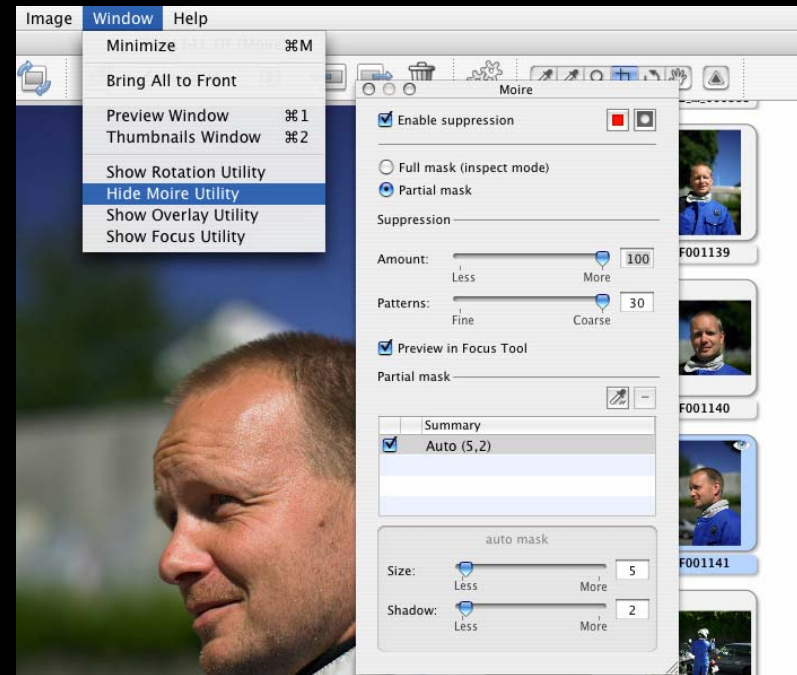 Image Window Help
Minimize ⌘M
Bring All to Front
Preview Window ⌘1
Thumbnails Window ⌘2
Show Rotation Utility
Hide Moire Utility
Show Overlay Utility
Show Focus Utility
Moire
Enable suppression
Full mask (inspect mode)
Partial mask
Suppression
Amount: 100
Less More
Patterns: 30
Fine Coarse
Preview in Focus Tool
Partial mask
Summary
Auto (5,2)
auto mask
Size: 5
Less More
Shadow: 2
Less More
F001139
F001140
F001141